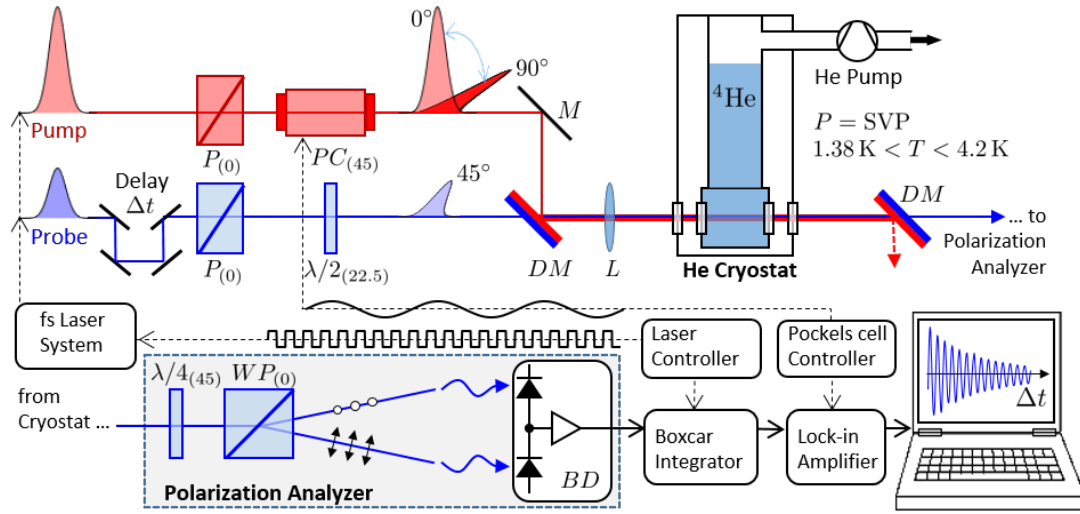 0°
90°
M
Pump
P(0)
PC(45)
4He
He Pump
P = SVP
1.38 K < T < 4.2 K
Delay
Δt
45°
Probe
P(0)
λ/2(22.5)
DM
L
He Cryostat
DM
... to
Polarization
Analyzer
fs Laser
System
Laser
Controller
Pockels cell
Controller
from
Cryostat ...
λ/4(45)
WP(0)
BD
Polarization Analyzer
Boxcar
Integrator
Lock-in
Amplifier
Δt